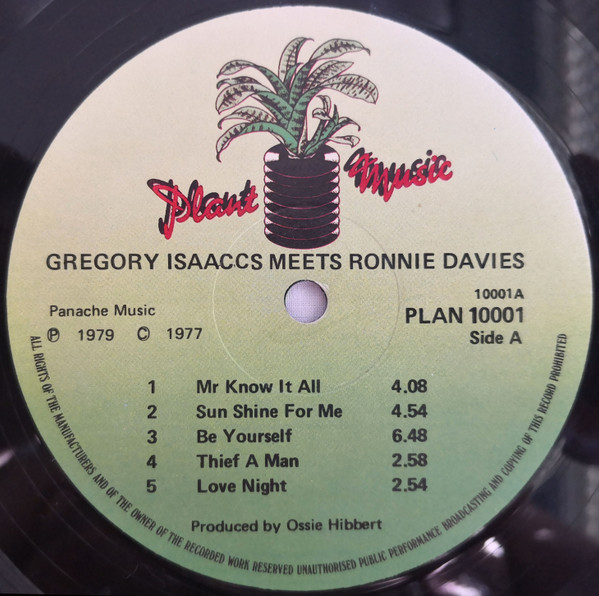 Plant Music
GREGORY ISAACCS MEETS RONNIE DAVIES
10001A
Panache Music
PLAN 10001
℗ 1979 © 1977
Side A
1 Mr Know It All 4.08
2 Sun Shine For Me 4.54
3 Be Yourself 6.48
4 Thief A Man 2.58
5 Love Night 2.54
Produced by Ossie Hibbert
ALL RIGHTS OF THE MANUFACTURERS AND OF THE OWNER OF THE RECORDED WORK RESERVED UNAUTHORISED PUBLIC PERFORMANCE BROADCASTING AND COPYING OF THIS RECORD PROHIBITED